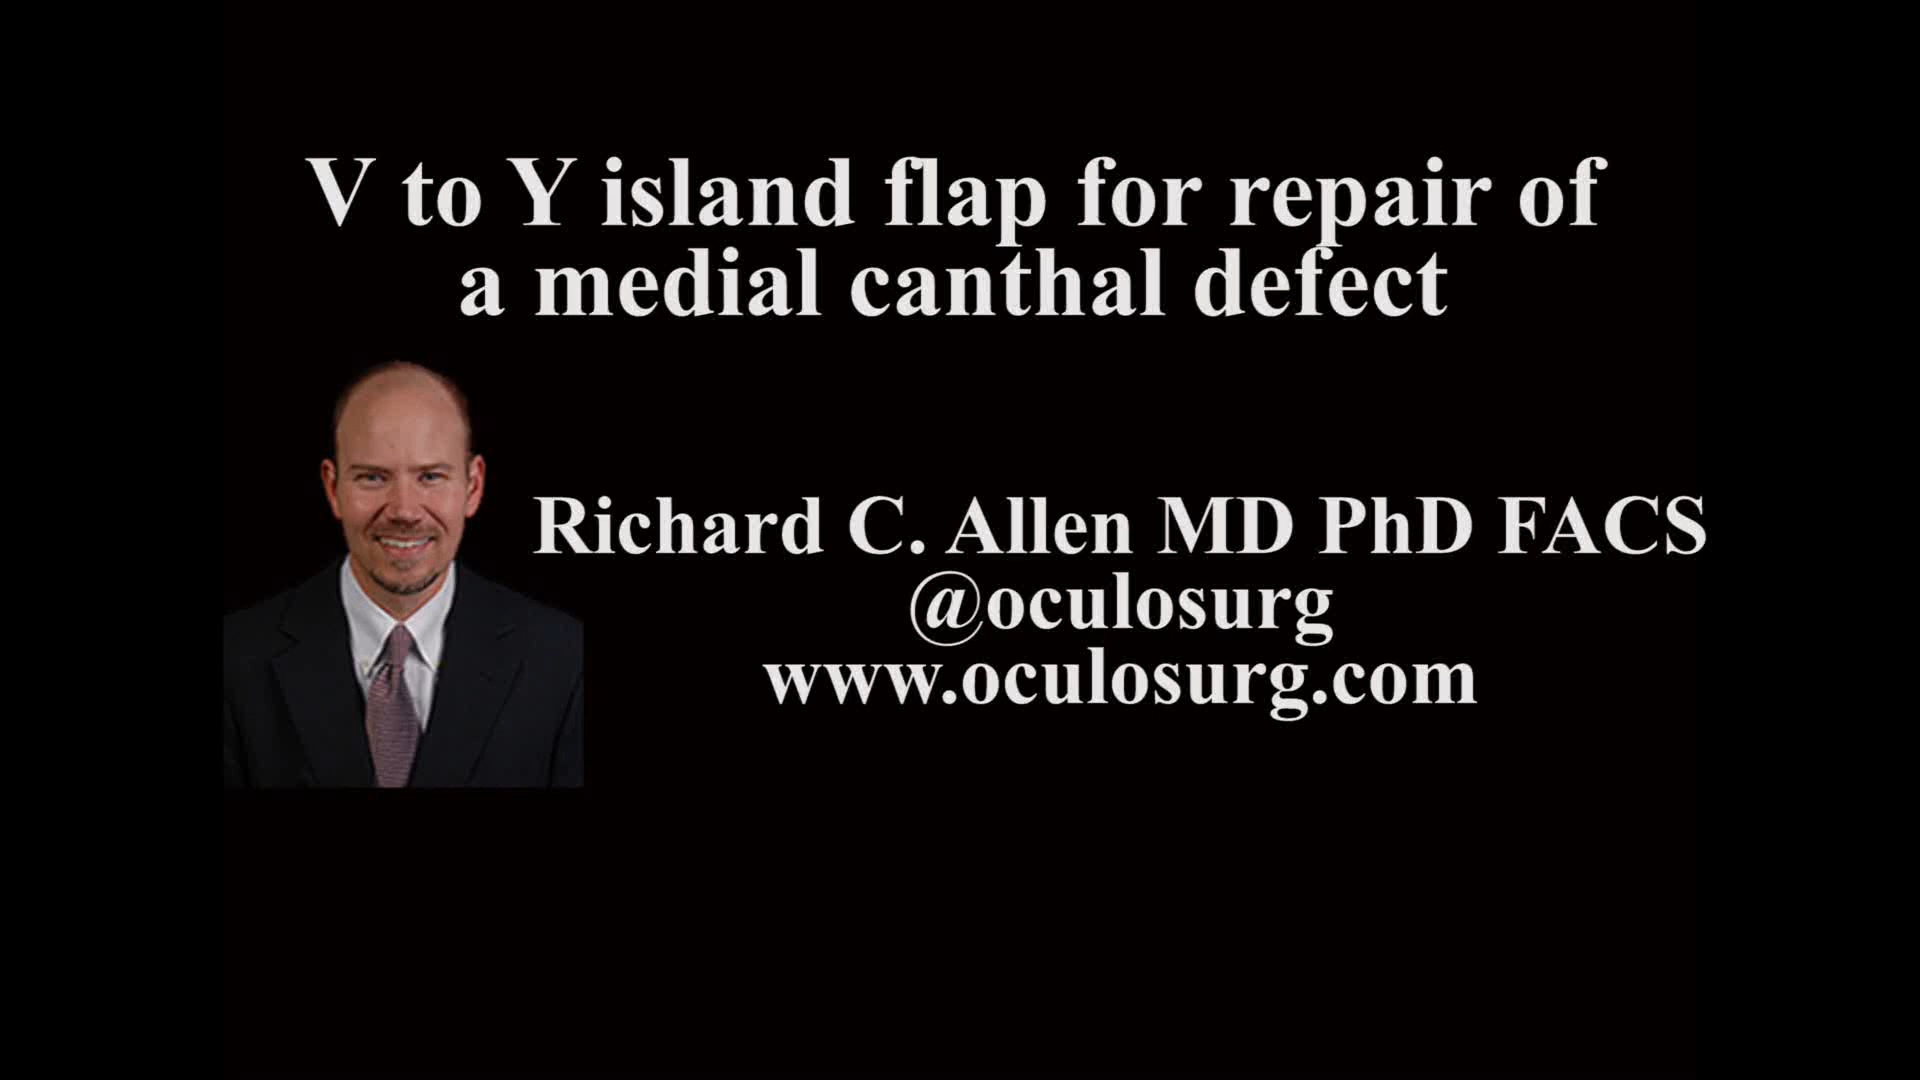 V to Y island flap for repair of
a medial canthal defect
Richard C. Allen MD PhD FACS
@oculosurg
www.oculosurg.com